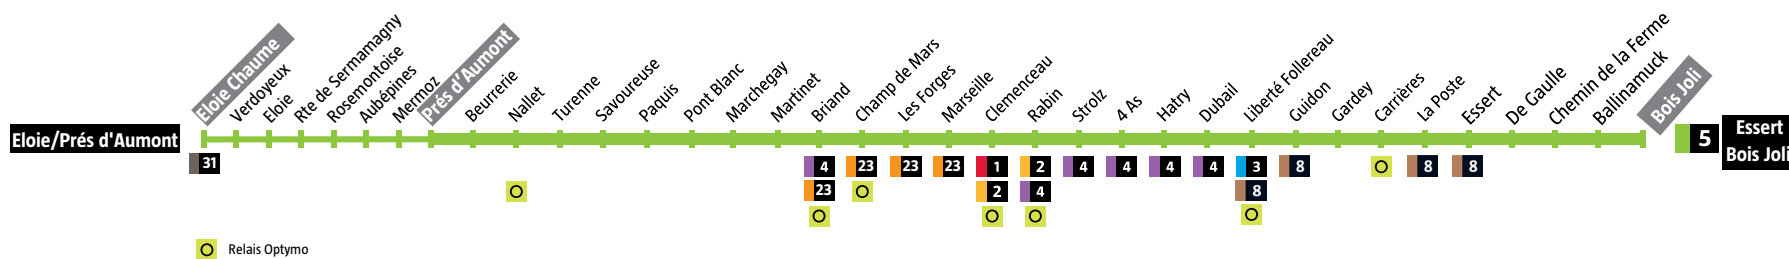 Eloie Chaume
Verdoyeux
Eloie
Rte de Sermamagny
Rosemontoise
Aubépines
Mermoz
Prés d'Aumont
Beurrerie
Nallet
Turenne
Savoureuse
Paquis
Pont Blanc
Marchegay
Martinet
Briand
Champ de Mars
Les Forges
Marseille
Clemenceau
Rabin
Strolz
4 As
Hatry
Dubail
Liberté Follereau
Guidon
Gardey
Carrières
La Poste
Essert
De Gaulle
Chemin de la Ferme
Ballinamuck
Bois Joli
Eloie/Prés d'Aumont
5
Essert
Bois Joli
31
4
23
23
23
1
2
4
4
4
4
3
8
8
8
23
2
4
8
Relais Optymo